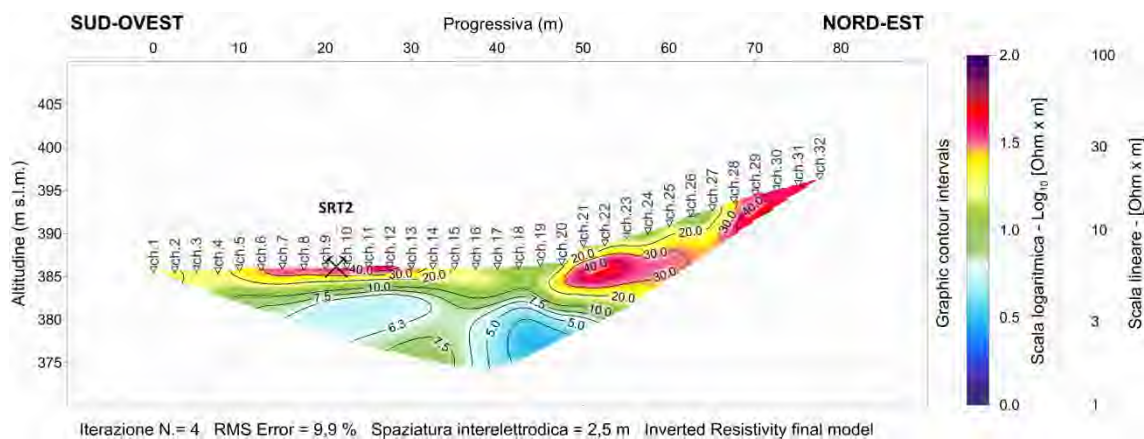 SUD-OVEST Progressiva (m) NORD-EST
0 10 20 30 40 50 60 70 80
Altitudine (m s.l.m.)
405
400
395
390
385
380
375
SRT2
ch.1 ch.2 ch.3 ch.4 ch.5 ch.6 ch.7 ch.8 ch.9 ch.10 ch.11 ch.12 ch.13 ch.14 ch.15 ch.16 ch.17 ch.18 ch.19 ch.20 ch.21 ch.22 ch.23 ch.24 ch.25 ch.26 ch.27 ch.28 ch.29 ch.30 ch.31 ch.32
20.0 30.0 40.0
20.0 30.0
40.0 30.0
40.0 30.0 20.0
10.0 20.0
7.5 7.5 10.0
6.3 5.0 5.0
7.5
Graphic contour intervals
2.0
1.5
1.0
0.5
0.0
Scala logaritmica - Log₁₀ [Ohm x m]
100
30
10
3
1
Scala lineare - [Ohm x m]
Iterazione N.= 4 RMS Error = 9,9 % Spaziatura interelettrodica = 2,5 m Inverted Resistivity final model